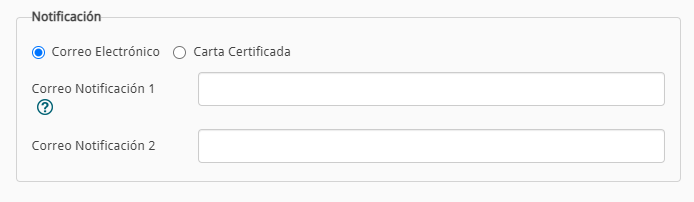 Notificación
Correo Electrónico Carta Certificada
Correo Notificación 1
?
Correo Notificación 2